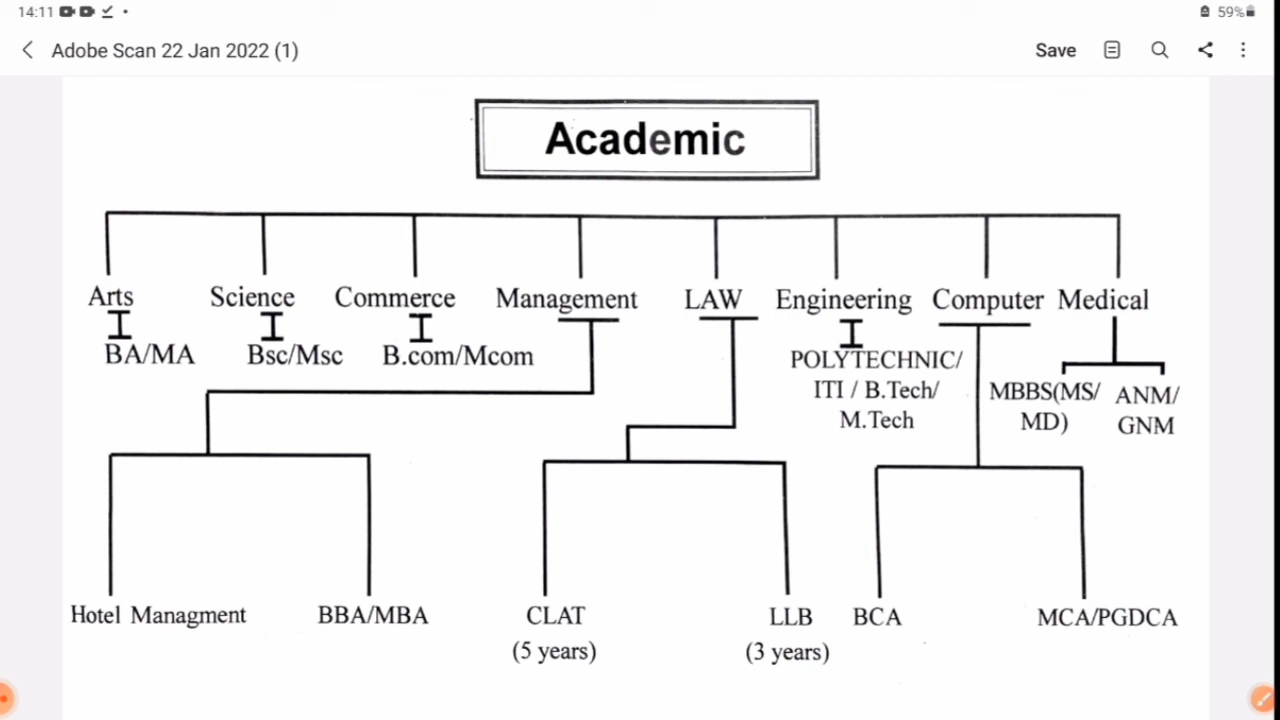 14:11
59%
Adobe Scan 22 Jan 2022 (1)
Save
Academic
Arts
Science
Commerce
Management
LAW
Engineering
Computer
Medical
BA/MA
Bsc/Msc
B.com/Mcom
POLYTECHNIC/
ITI / B.Tech/
M.Tech
MBBS(MS/
MD)
ANM/
GNM
Hotel Managment
BBA/MBA
CLAT
(5 years)
LLB
(3 years)
BCA
MCA/PGDCA